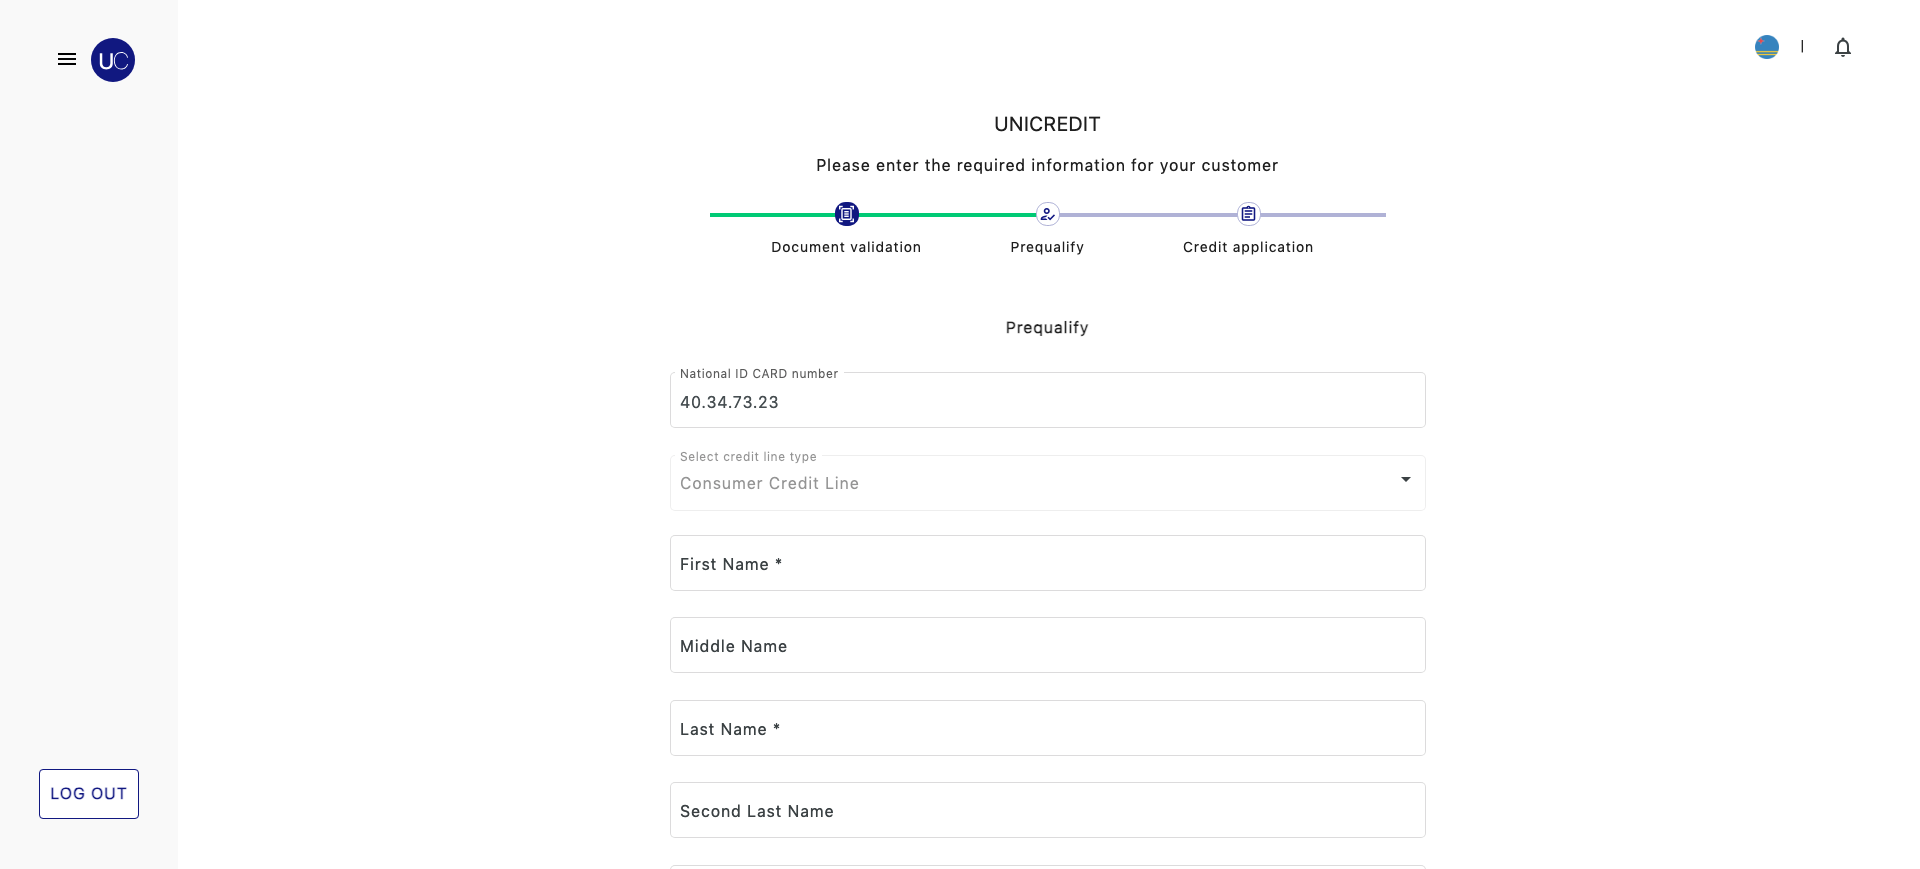 UC
UNICREDIT
Please enter the required information for your customer
Document validation
Prequalify
Credit application
Prequalify
National ID CARD number
40.34.73.23
Select credit line type
Consumer Credit Line
First Name *
Middle Name
Last Name *
Second Last Name
LOG OUT